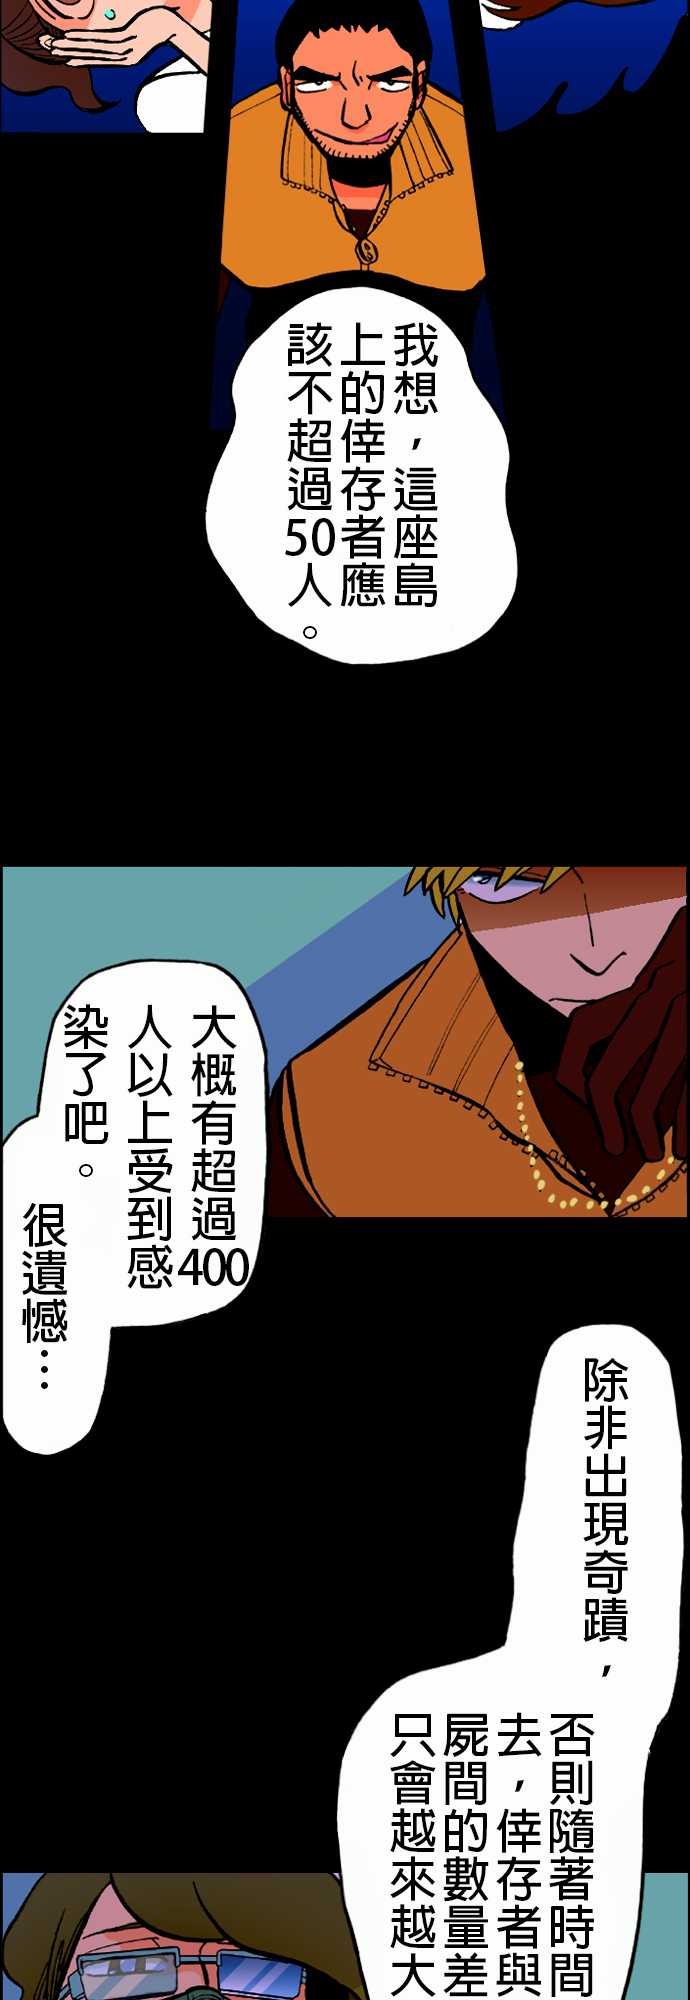 我想，這座島
上的倖存者應
該不超過50人。
大概有超過400
人以上受到感
染了吧。
很遺憾…
除非出現奇蹟，
否則隨著時間
去，倖存者與
屍間的數量差
只會越來越大